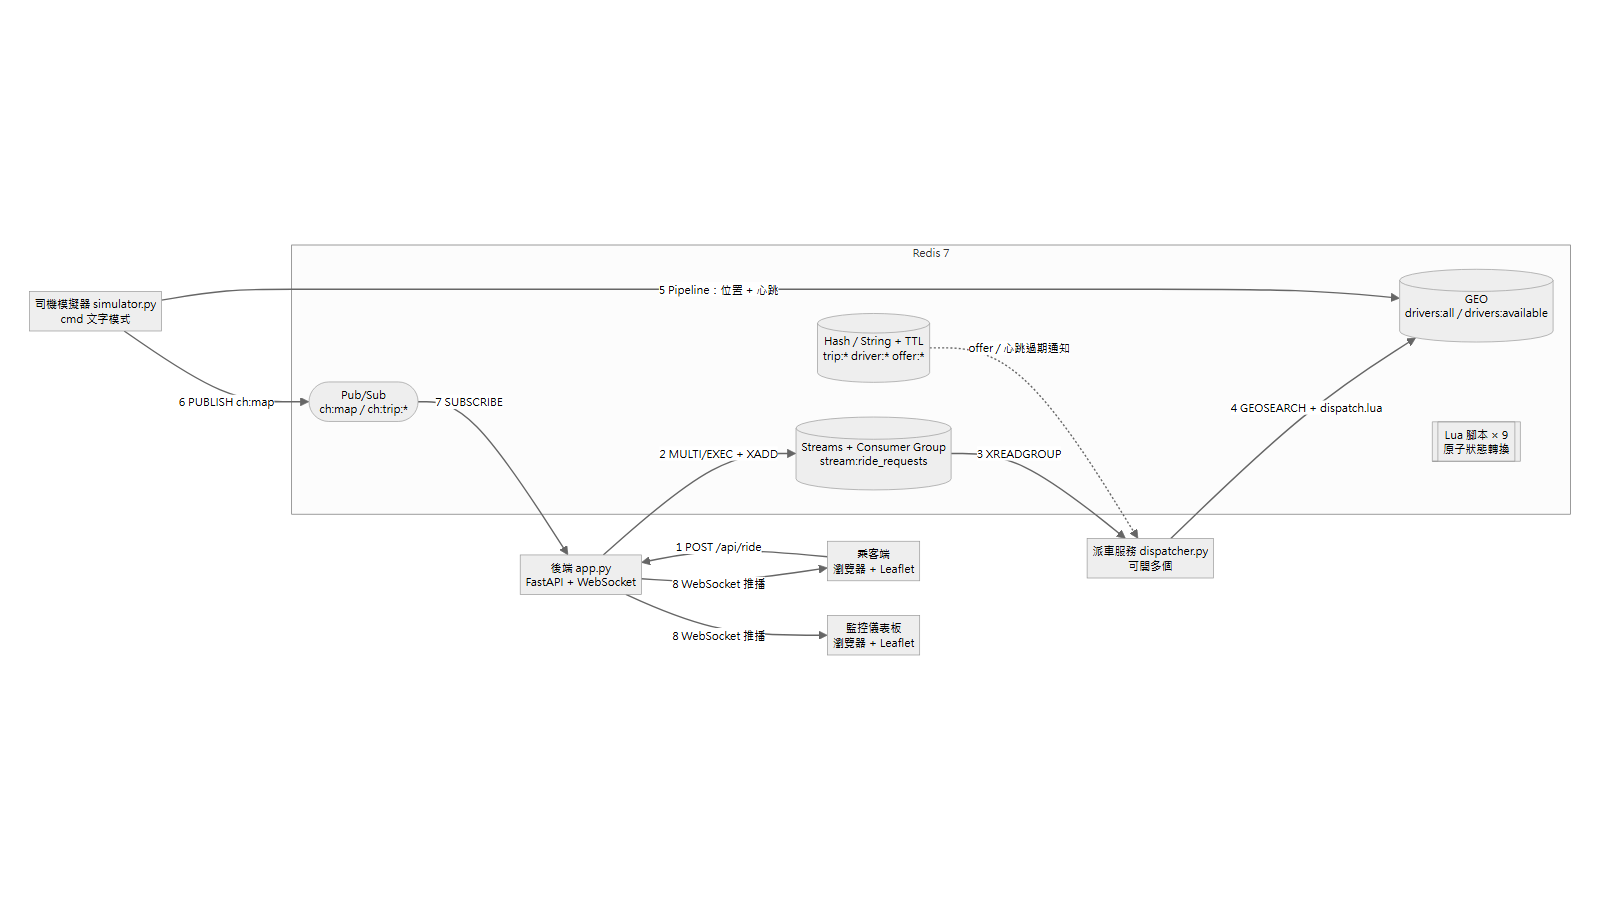 Redis 7
司機模擬器 simulator.py
cmd 文字模式
5 Pipeline：位置 + 心跳
GEO
drivers:all / drivers:available
Hash / String + TTL
trip:* driver:* offer:*
offer / 心跳過期通知
6 PUBLISH ch:map
Pub/Sub
ch:map / ch:trip:*
7 SUBSCRIBE
4 GEOSEARCH + dispatch.lua
Lua 腳本 × 9
原子狀態轉換
2 MULTI/EXEC + XADD
Streams + Consumer Group
stream:ride_requests
3 XREADGROUP
1 POST /api/ride
後端 app.py
FastAPI + WebSocket
8 WebSocket 推播
乘客端
瀏覽器 + Leaflet
派車服務 dispatcher.py
可開多個
8 WebSocket 推播
監控儀表板
瀏覽器 + Leaflet